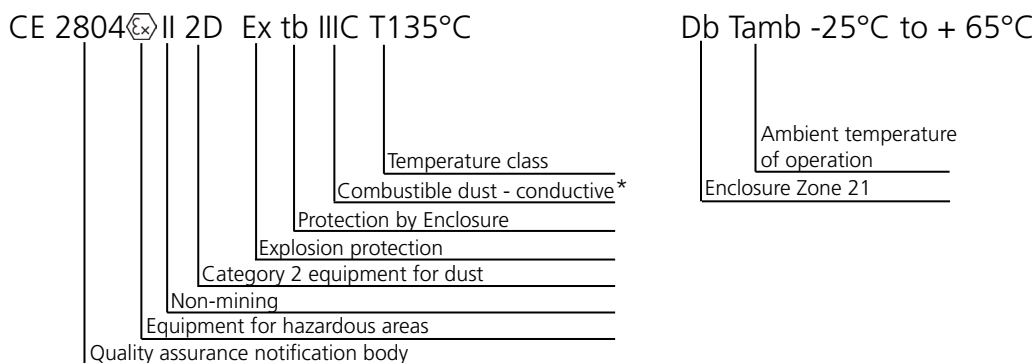 CE 2804 Ex II 2D Ex tb IIIC T135°C Db Tamb -25°C to + 65°C
Ambient temperature
of operation
Temperature class
Combustible dust - conductive*
Enclosure Zone 21
Protection by Enclosure
Explosion protection
Category 2 equipment for dust
Non-mining
Equipment for hazardous areas
Quality assurance notification body